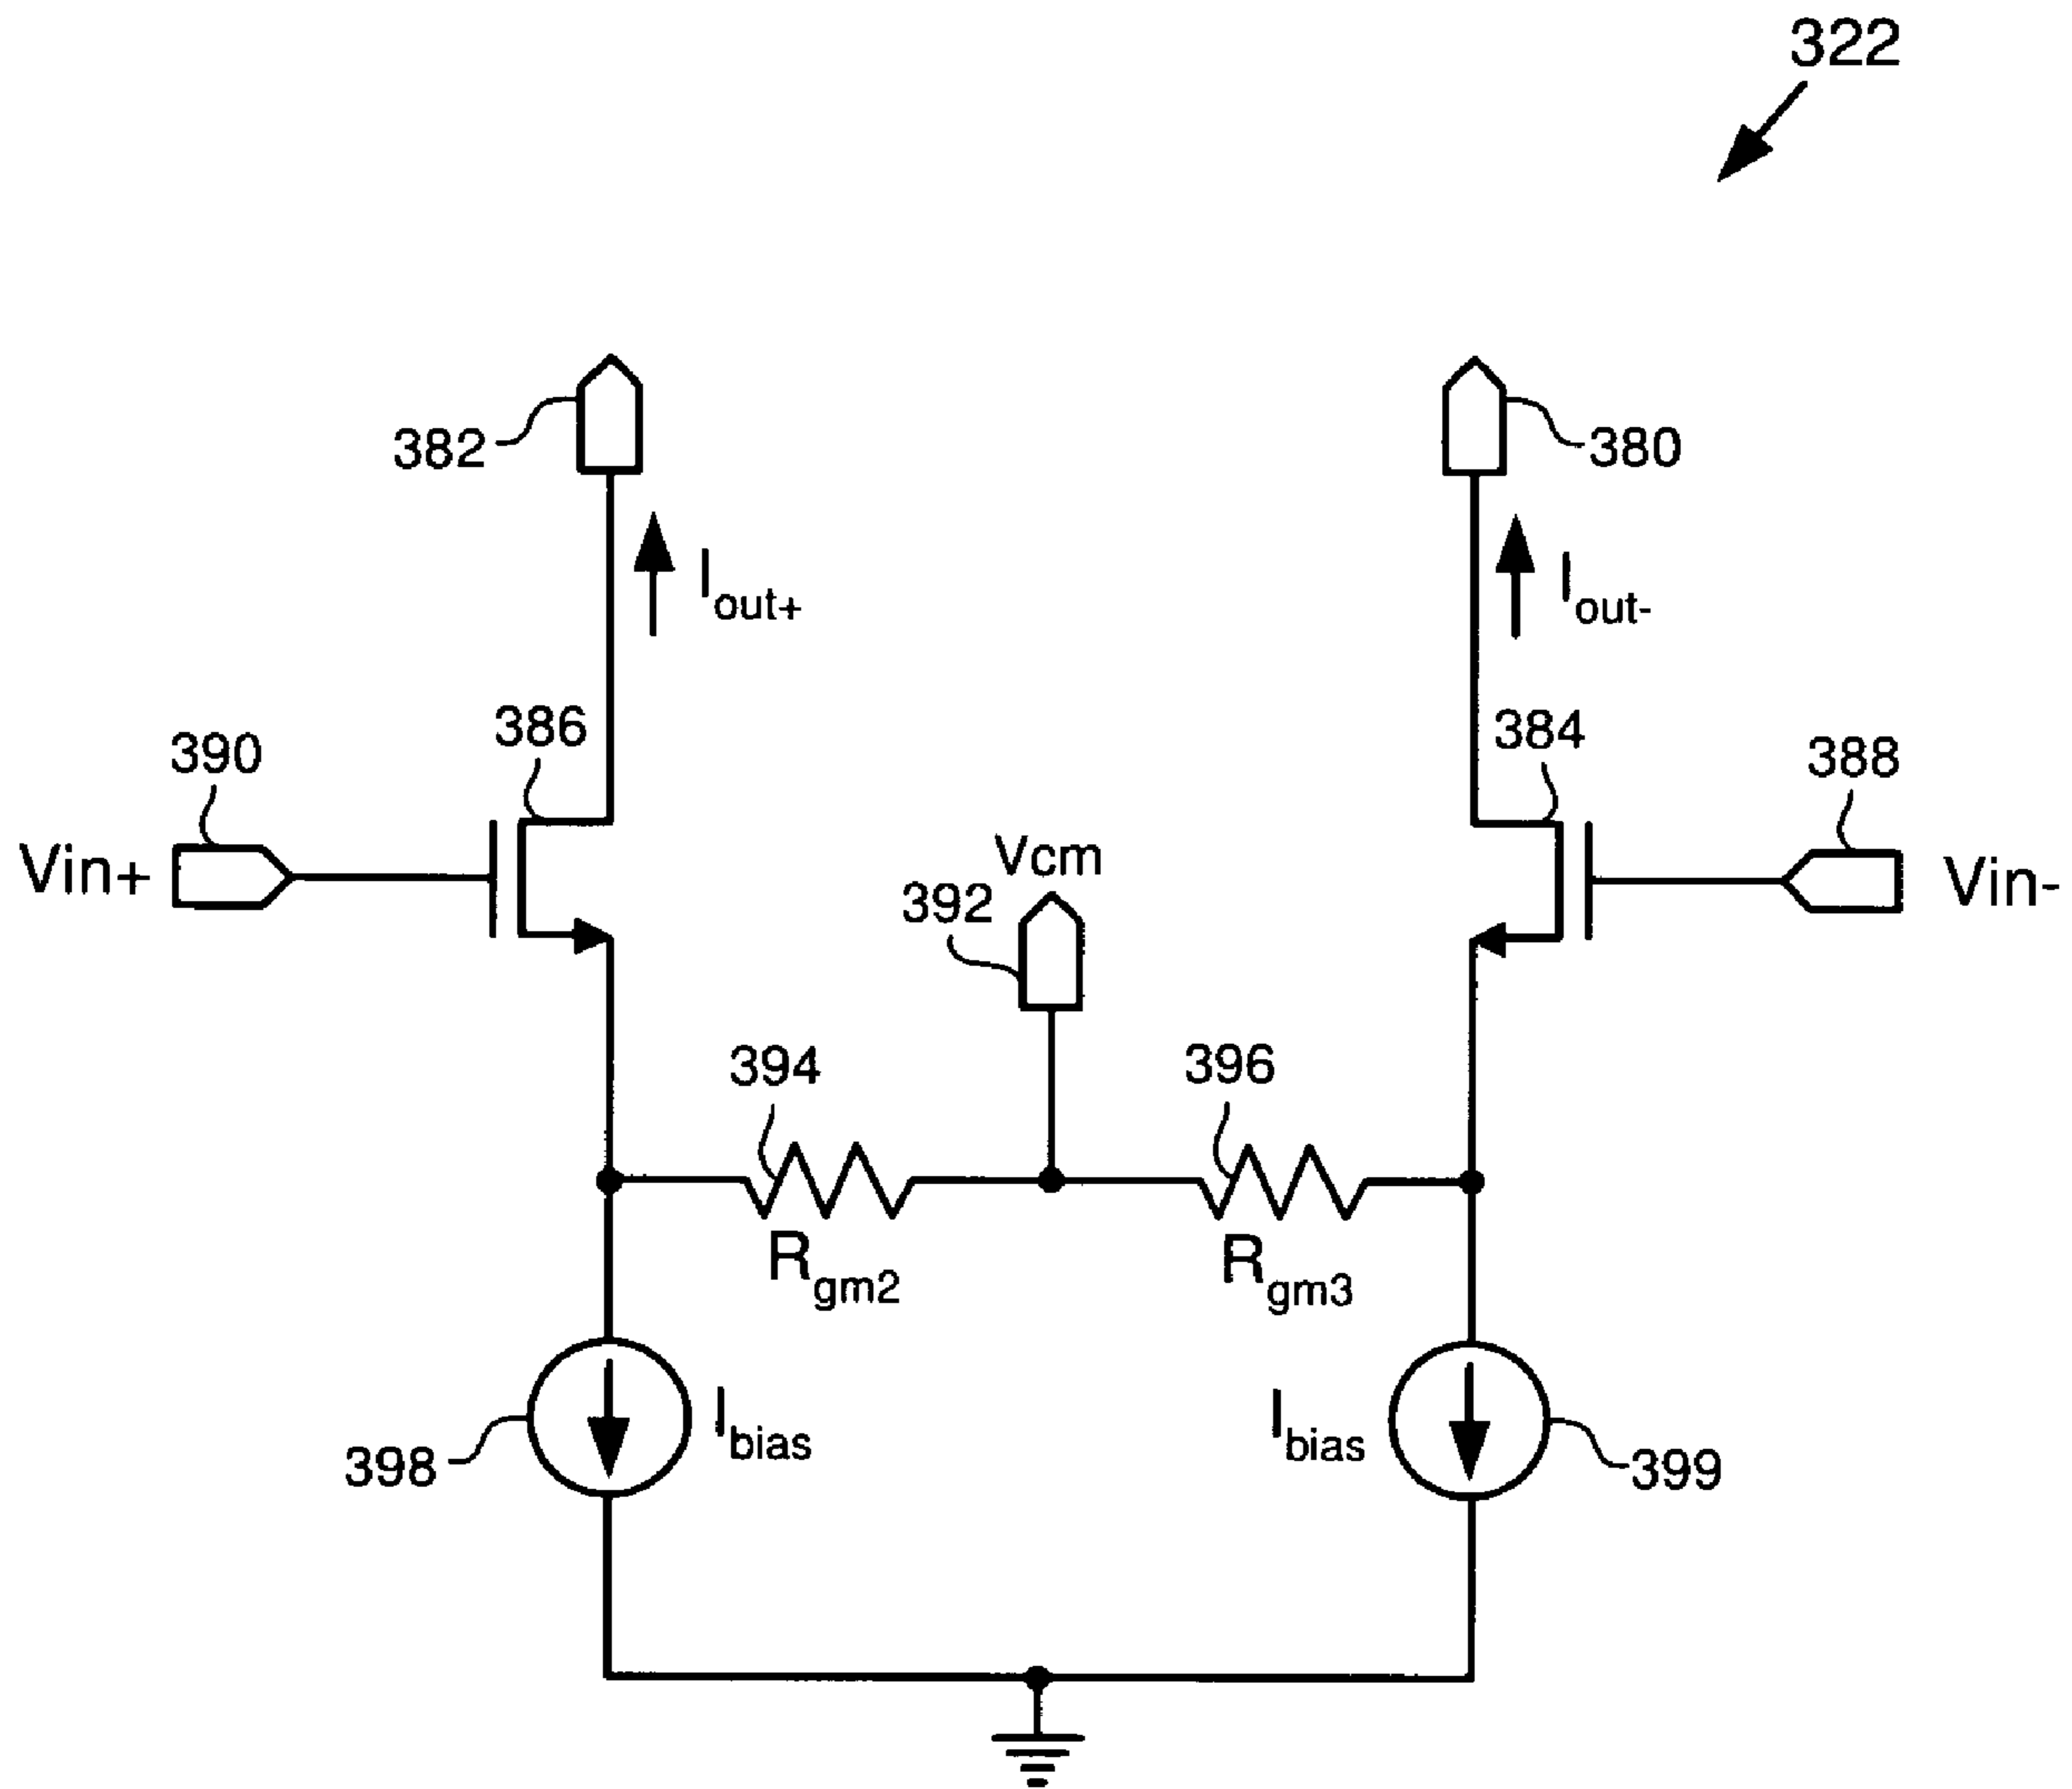 322
382
380
Iout+
Iout-
386
384
390
388
Vin+
Vin-
Vcm
392
394
396
Rgm2
Rgm3
Ibias
Ibias
398
399